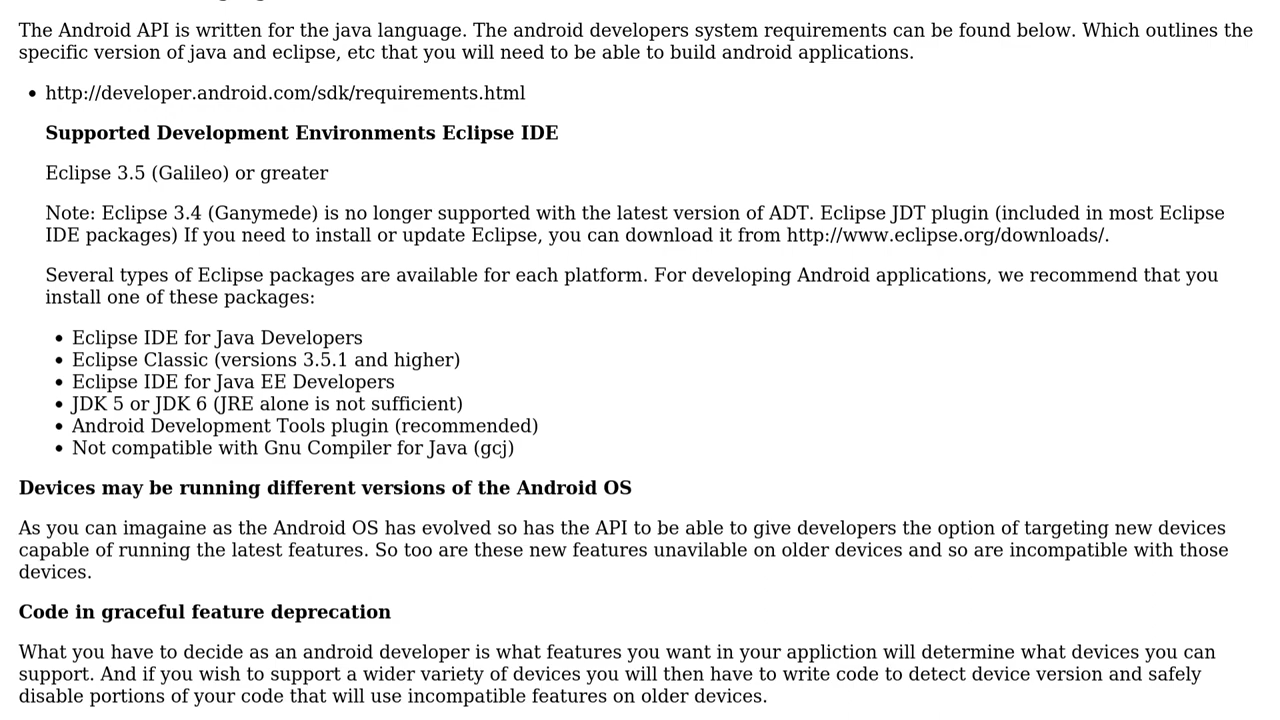 The Android API is written for the java language. The android developers system requirements can be found below. Which outlines the
specific version of java and eclipse, etc that you will need to be able to build android applications.
• http://developer.android.com/sdk/requirements.html
Supported Development Environments Eclipse IDE
Eclipse 3.5 (Galileo) or greater
Note: Eclipse 3.4 (Ganymede) is no longer supported with the latest version of ADT. Eclipse JDT plugin (included in most Eclipse
IDE packages) If you need to install or update Eclipse, you can download it from http://www.eclipse.org/downloads/.
Several types of Eclipse packages are available for each platform. For developing Android applications, we recommend that you
install one of these packages:
• Eclipse IDE for Java Developers
• Eclipse Classic (versions 3.5.1 and higher)
• Eclipse IDE for Java EE Developers
• JDK 5 or JDK 6 (JRE alone is not sufficient)
• Android Development Tools plugin (recommended)
• Not compatible with Gnu Compiler for Java (gcj)
Devices may be running different versions of the Android OS
As you can imagaine as the Android OS has evolved so has the API to be able to give developers the option of targeting new devices
capable of running the latest features. So too are these new features unavilable on older devices and so are incompatible with those
devices.
Code in graceful feature deprecation
What you have to decide as an android developer is what features you want in your appliction will determine what devices you can
support. And if you wish to support a wider variety of devices you will then have to write code to detect device version and safely
disable portions of your code that will use incompatible features on older devices.